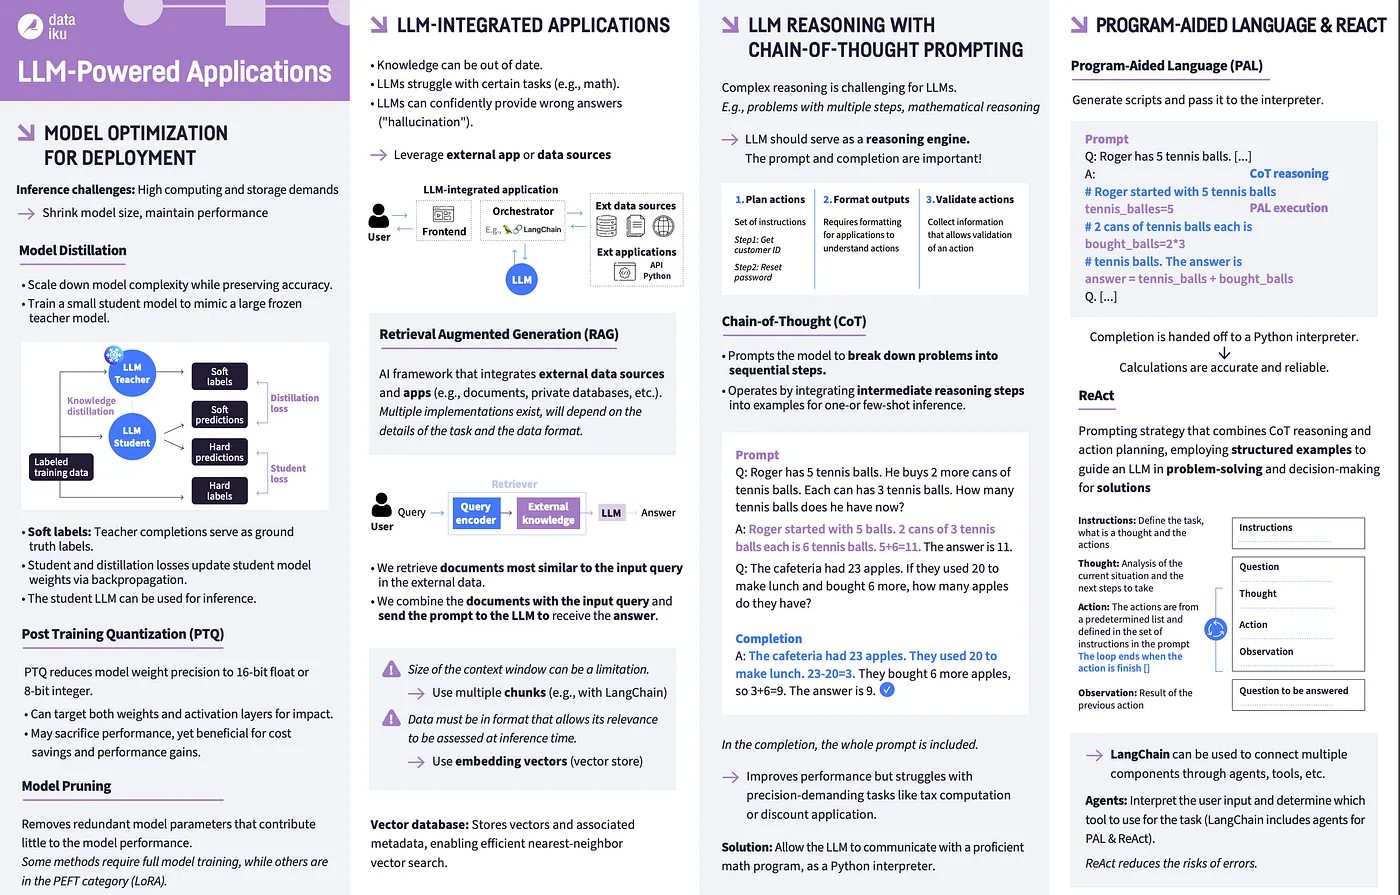 data
iku
LLM-Powered Applications
MODEL OPTIMIZATION
FOR DEPLOYMENT
Inference challenges: High computing and storage demands
Shrink model size, maintain performance
Model Distillation
• Scale down model complexity while preserving accuracy.
• Train a small student model to mimic a large frozen
teacher model.
LLM
Teacher
Soft
labels
Knowledge
distillation
Distillation
loss
Soft
predictions
LLM
Student
Hard
predictions
Labeled
training data
Student
loss
Hard
labels
• Soft labels: Teacher completions serve as ground
truth labels.
• Student and distillation losses update student model
weights via backpropagation.
• The student LLM can be used for inference.
Post Training Quantization (PTQ)
PTQ reduces model weight precision to 16-bit float or
8-bit integer.
• Can target both weights and activation layers for impact.
• May sacrifice performance, yet beneficial for cost
savings and performance gains.
Model Pruning
Removes redundant model parameters that contribute
little to the model performance.
Some methods require full model training, while others are
in the PEFT category (LoRA).
LLM-INTEGRATED APPLICATIONS
• Knowledge can be out of date.
• LLMs struggle with certain tasks (e.g., math).
• LLMs can confidently provide wrong answers
("hallucination").
Leverage external app or data sources
LLM-integrated application
User
Frontend
Orchestrator
E.g., LangChain
LLM
Ext data sources
Ext applications
API
Python
Retrieval Augmented Generation (RAG)
AI framework that integrates external data sources
and apps (e.g., documents, private databases, etc.).
Multiple implementations exist, will depend on the
details of the task and the data format.
Retriever
User
Query
Query
encoder
External
knowledge
LLM
Answer
• We retrieve documents most similar to the input query
in the external data.
• We combine the documents with the input query and
send the prompt to the LLM to receive the answer.
Size of the context window can be a limitation.
Use multiple chunks (e.g., with LangChain)
Data must be in format that allows its relevance
to be assessed at inference time.
Use embedding vectors (vector store)
Vector database: Stores vectors and associated
metadata, enabling efficient nearest-neighbor
vector search.
LLM REASONING WITH
CHAIN-OF-THOUGHT PROMPTING
Complex reasoning is challenging for LLMs.
E.g., problems with multiple steps, mathematical reasoning
LLM should serve as a reasoning engine.
The prompt and completion are important!
1. Plan actions
Set of instructions
Step1: Get
customer ID
Step2: Reset
password
2. Format outputs
Requires formatting
for applications to
understand actions
3. Validate actions
Collect information
that allows validation
of an action
Chain-of-Thought (CoT)
• Prompts the model to break down problems into
sequential steps.
• Operates by integrating intermediate reasoning steps
into examples for one-or few-shot inference.
Prompt
Q: Roger has 5 tennis balls. He buys 2 more cans of
tennis balls. Each can has 3 tennis balls. How many
tennis balls does he have now?
A: Roger started with 5 balls. 2 cans of 3 tennis
balls each is 6 tennis balls. 5+6=11. The answer is 11.
Q: The cafeteria had 23 apples. If they used 20 to
make lunch and bought 6 more, how many apples
do they have?
Completion
A: The cafeteria had 23 apples. They used 20 to
make lunch. 23-20=3. They bought 6 more apples,
so 3+6=9. The answer is 9.
In the completion, the whole prompt is included.
Improves performance but struggles with
precision-demanding tasks like tax computation
or discount application.
Solution: Allow the LLM to communicate with a proficient
math program, as a Python interpreter.
PROGRAM-AIDED LANGUAGE & REACT
Program-Aided Language (PAL)
Generate scripts and pass it to the interpreter.
Prompt
Q: Roger has 5 tennis balls. [...]
A:
CoT reasoning
# Roger started with 5 tennis balls
tennis_balles=5
PAL execution
# 2 cans of tennis balls each is
bought_balls=2*3
# tennis balls. The answer is
answer = tennis_balls + bought_balls
Q. [...]
Completion is handed off to a Python interpreter.
Calculations are accurate and reliable.
ReAct
Prompting strategy that combines CoT reasoning and
action planning, employing structured examples to
guide an LLM in problem-solving and decision-making
for solutions
Instructions: Define the task,
what is a thought and the
actions
Thought: Analysis of the
current situation and the
next steps to take
Action: The actions are from
a predetermined list and
defined in the set of
instructions in the prompt
The loop ends when the
action is finish []
Observation: Result of the
previous action
Instructions
Question
Thought
Action
Observation
Question to be answered
LangChain can be used to connect multiple
components through agents, tools, etc.
Agents: Interpret the user input and determine which
tool to use for the task (LangChain includes agents for
PAL & ReAct).
ReAct reduces the risks of errors.